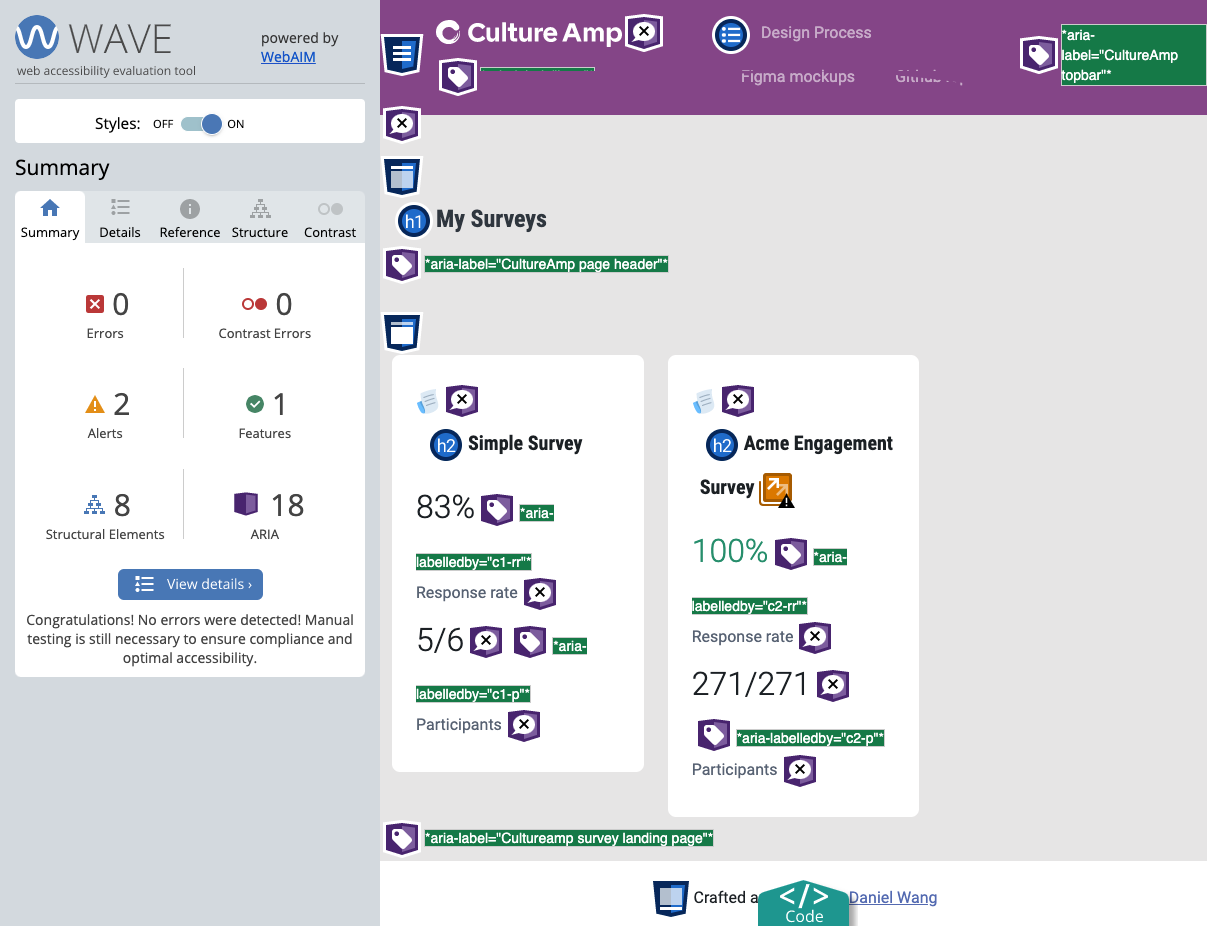 WAVE
powered by
WebAIM
web accessibility evaluation tool
Styles: OFF ON
Summary
Summary Details Reference Structure Contrast
0
Errors
0
Contrast Errors
2
Alerts
1
Features
8
Structural Elements
18
ARIA
View details ›
Congratulations! No errors were detected! Manual
testing is still necessary to ensure compliance and
optimal accessibility.
Culture Amp
Design Process
Figma mockups
*aria-
label="CultureAmp
topbar"*
h1 My Surveys
*aria-label="CultureAmp page header"*
h2 Simple Survey
83% *aria-
labelledby="c1-rr"*
Response rate
5/6 *aria-
labelledby="c1-p"*
Participants
h2 Acme Engagement
Survey
100% *aria-
labelledby="c2-rr"*
Response rate
271/271
*aria-labelledby="c2-p"*
Participants
*aria-label="Cultureamp survey landing page"*
Crafted
Daniel Wang
</> Code